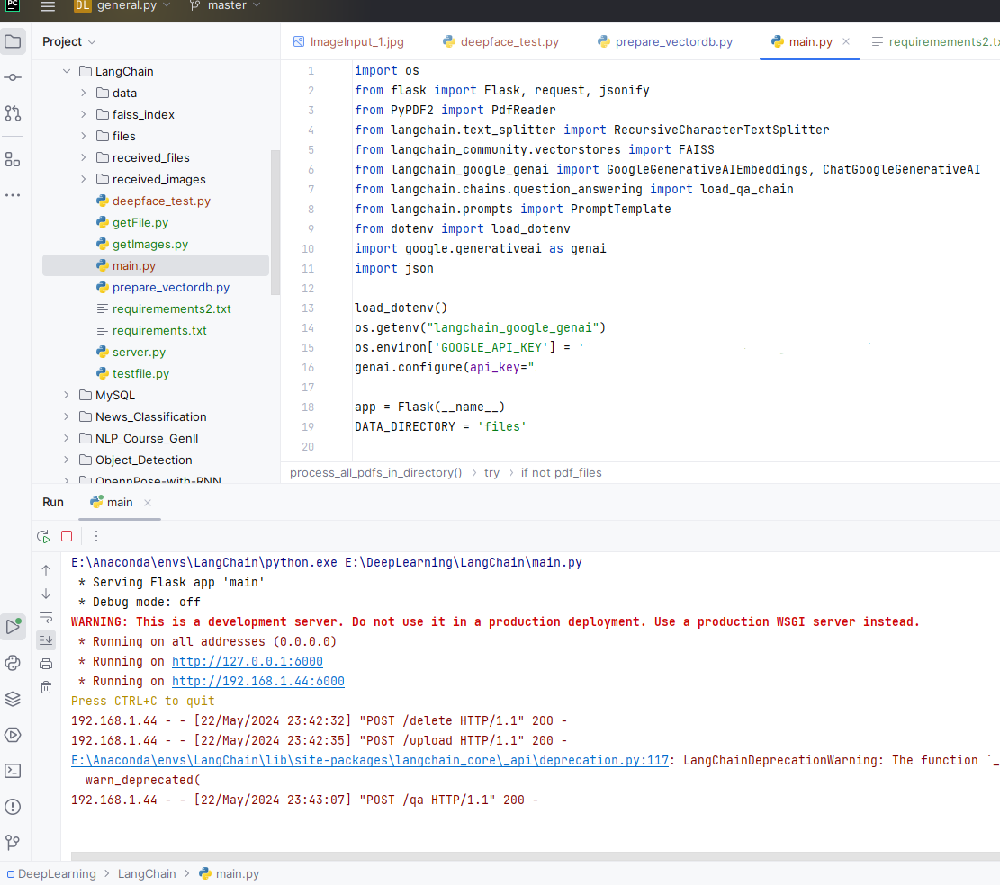 PC DL general.py master
Project
ImageInput_1.jpg deepface_test.py prepare_vectordb.py main.py requiremements2.tx
LangChain
data
faiss_index
files
received_files
received_images
deepface_test.py
getFile.py
getImages.py
main.py
prepare_vectordb.py
requiremements2.txt
requirements.txt
server.py
testfile.py
MySQL
News_Classification
NLP_Course_GenII
Object_Detection
OpennPose-with-RNN
1 import os
2 from flask import Flask, request, jsonify
3 from PyPDF2 import PdfReader
4 from langchain.text_splitter import RecursiveCharacterTextSplitter
5 from langchain_community.vectorstores import FAISS
6 from langchain_google_genai import GoogleGenerativeAIEmbeddings, ChatGoogleGenerativeAI
7 from langchain.chains.question_answering import load_qa_chain
8 from langchain.prompts import PromptTemplate
9 from dotenv import load_dotenv
10 import google.generativeai as genai
11 import json
12
13 load_dotenv()
14 os.getenv("langchain_google_genai")
15 os.environ['GOOGLE_API_KEY'] = '
16 genai.configure(api_key="
17
18 app = Flask(__name__)
19 DATA_DIRECTORY = 'files'
20
process_all_pdfs_in_directory() › try › if not pdf_files
Run main
E:\Anaconda\envs\LangChain\python.exe E:\DeepLearning\LangChain\main.py
* Serving Flask app 'main'
* Debug mode: off
WARNING: This is a development server. Do not use it in a production deployment. Use a production WSGI server instead.
* Running on all addresses (0.0.0.0)
* Running on http://127.0.0.1:6000
* Running on http://192.168.1.44:6000
Press CTRL+C to quit
192.168.1.44 - - [22/May/2024 23:42:32] "POST /delete HTTP/1.1" 200 -
192.168.1.44 - - [22/May/2024 23:42:35] "POST /upload HTTP/1.1" 200 -
E:\Anaconda\envs\LangChain\lib\site-packages\langchain_core\_api\deprecation.py:117: LangChainDeprecationWarning: The function `_
warn_deprecated(
192.168.1.44 - - [22/May/2024 23:43:07] "POST /qa HTTP/1.1" 200 -
DeepLearning › LangChain › main.py